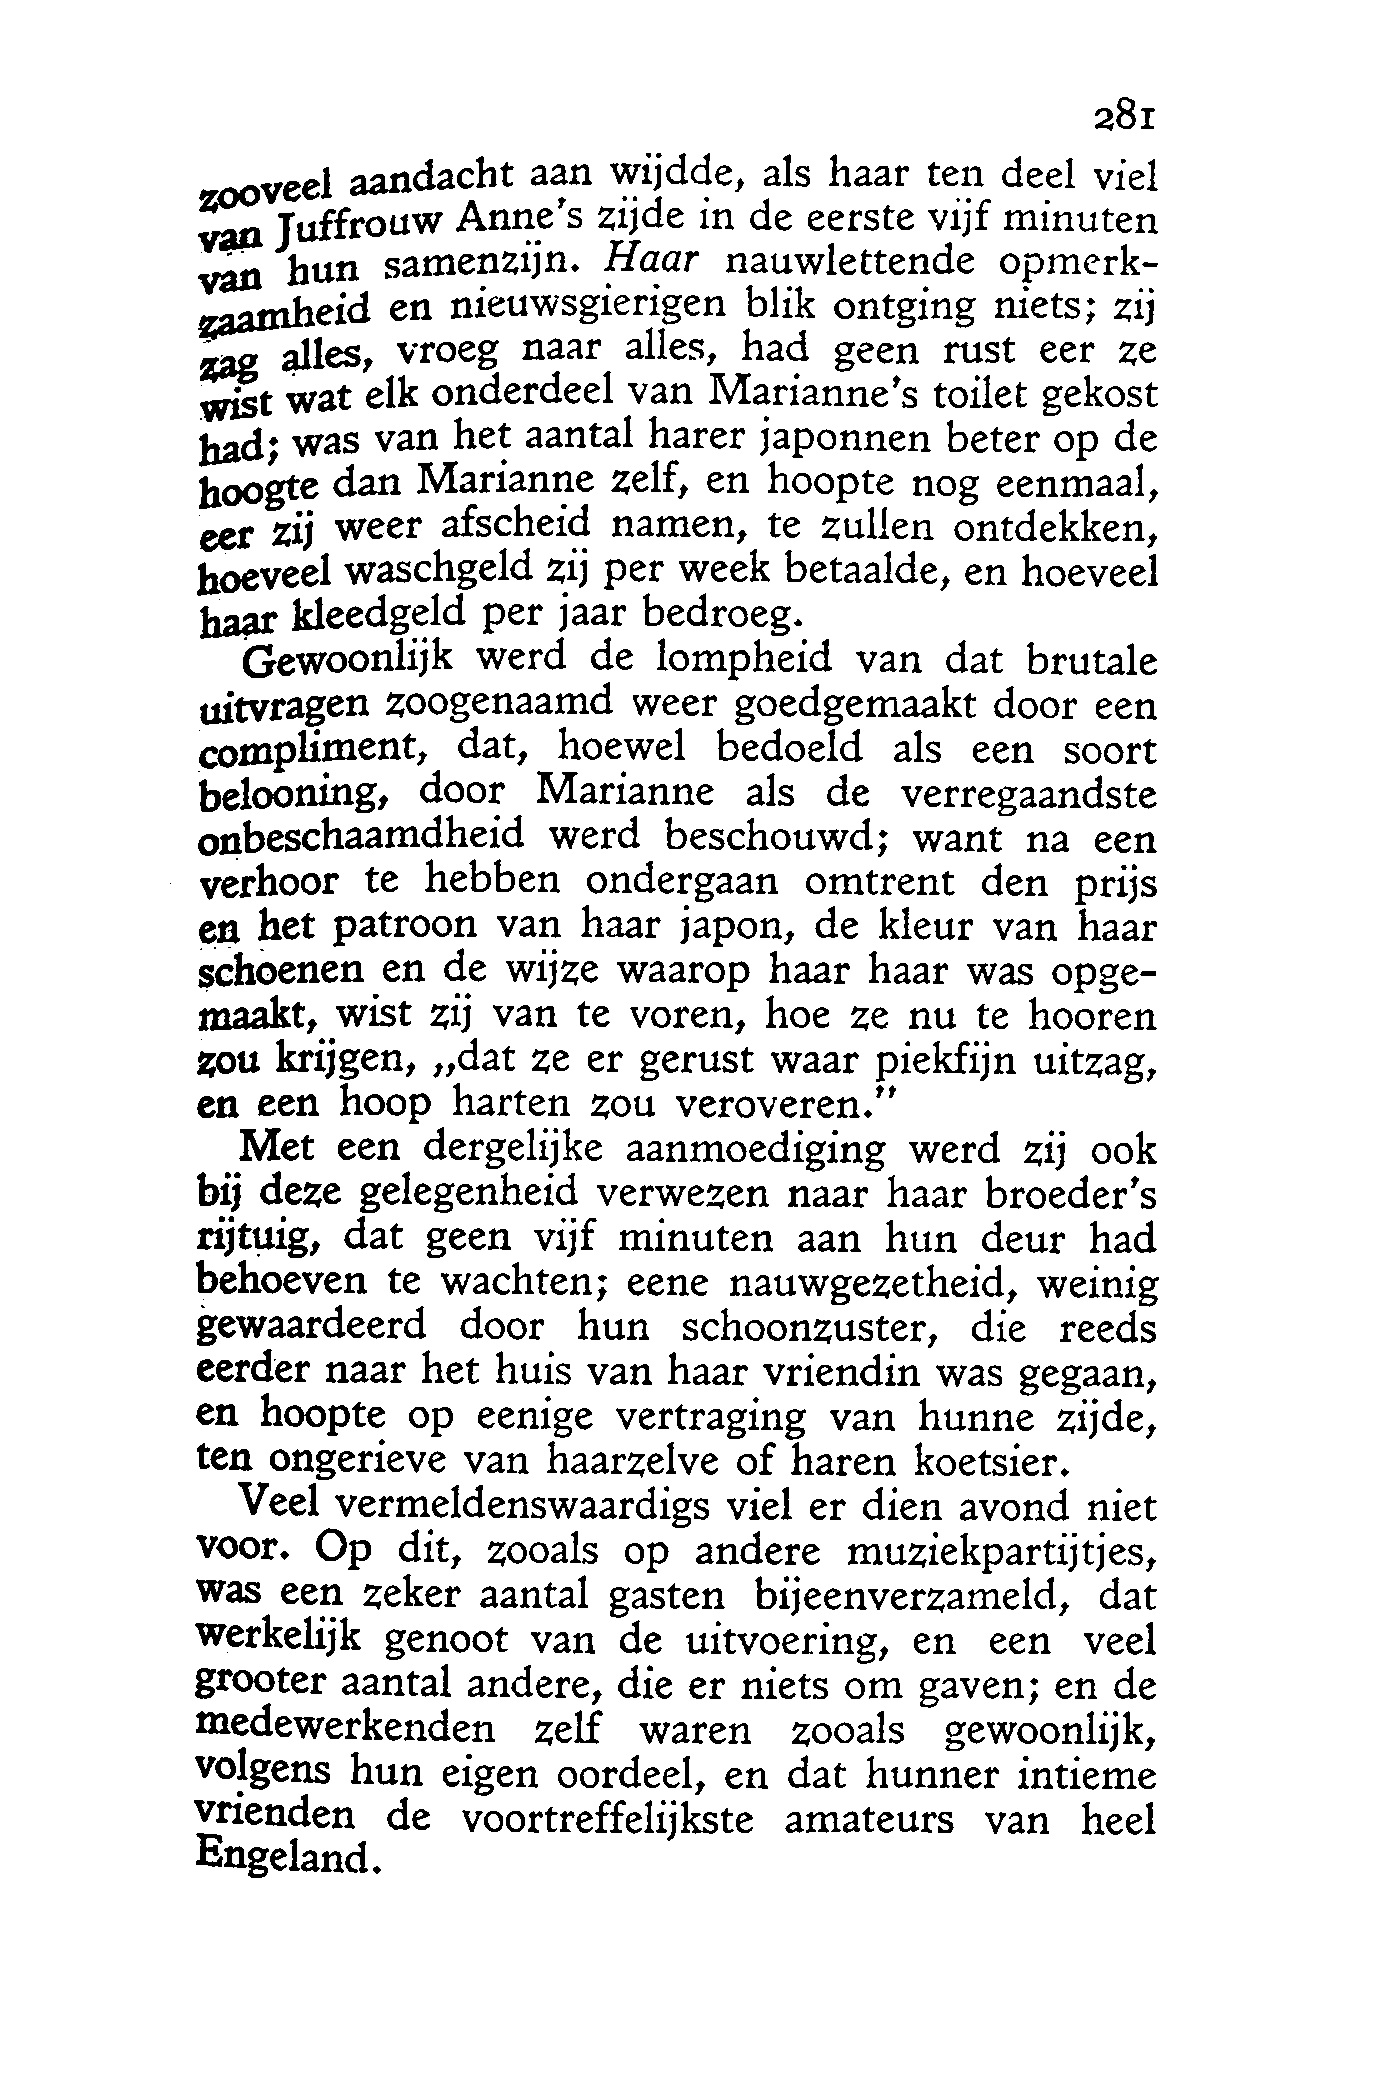 281
zooveel aandacht aan wijdde, als haar ten deel viel
van Juffrouw Anne's zijde in de eerste vijf minuten
van hun samenzijn. Haar nauwlettende opmerk-
zaamheid en nieuwsgierigen blik ontging niets; zij
zag alles, vroeg naar alles, had geen rust eer ze
wist wat elk onderdeel van Marianne's toilet gekost
had; was van het aantal harer japonnen beter op de
hoogte dan Marianne zelf, en hoopte nog eenmaal,
eer zij weer afscheid namen, te zullen ontdekken,
hoeveel waschgeld zij per week betaalde, en hoeveel
haar kleedgeld per jaar bedroeg.
Gewoonlijk werd de lompheid van dat brutale
uitvragen zoogenaamd weer goedgemaakt door een
compliment, dat, hoewel bedoeld als een soort
belooning, door Marianne als de verregaandste
onbeschaamdheid werd beschouwd; want na een
verhoor te hebben ondergaan omtrent den prijs
en het patroon van haar japon, de kleur van haar
schoenen en de wijze waarop haar haar was opge-
maakt, wist zij van te voren, hoe ze nu te hooren
zou krijgen, „dat ze er gerust waar piekfijn uitzag,
en een hoop harten zou veroveren."
Met een dergelijke aanmoediging werd zij ook
bij deze gelegenheid verwezen naar haar broeder's
rijtuig, dat geen vijf minuten aan hun deur had
behoeven te wachten; eene nauwgezetheid, weinig
gewaardeerd door hun schoonzuster, die reeds
eerder naar het huis van haar vriendin was gegaan,
en hoopte op eenige vertraging van hunne zijde,
ten ongerieve van haarzelve of haren koetsier.
Veel vermeldenswaardigs viel er dien avond niet
voor. Op dit, zooals op andere muziekpartijtjes,
was een zeker aantal gasten bijeenverzameld, dat
werkelijk genoot van de uitvoering, en een veel
grooter aantal andere, die er niets om gaven; en de
medewerkenden zelf waren zooals gewoonlijk,
volgens hun eigen oordeel, en dat hunner intieme
vrienden de voortreffelijkste amateurs van heel
Engeland.